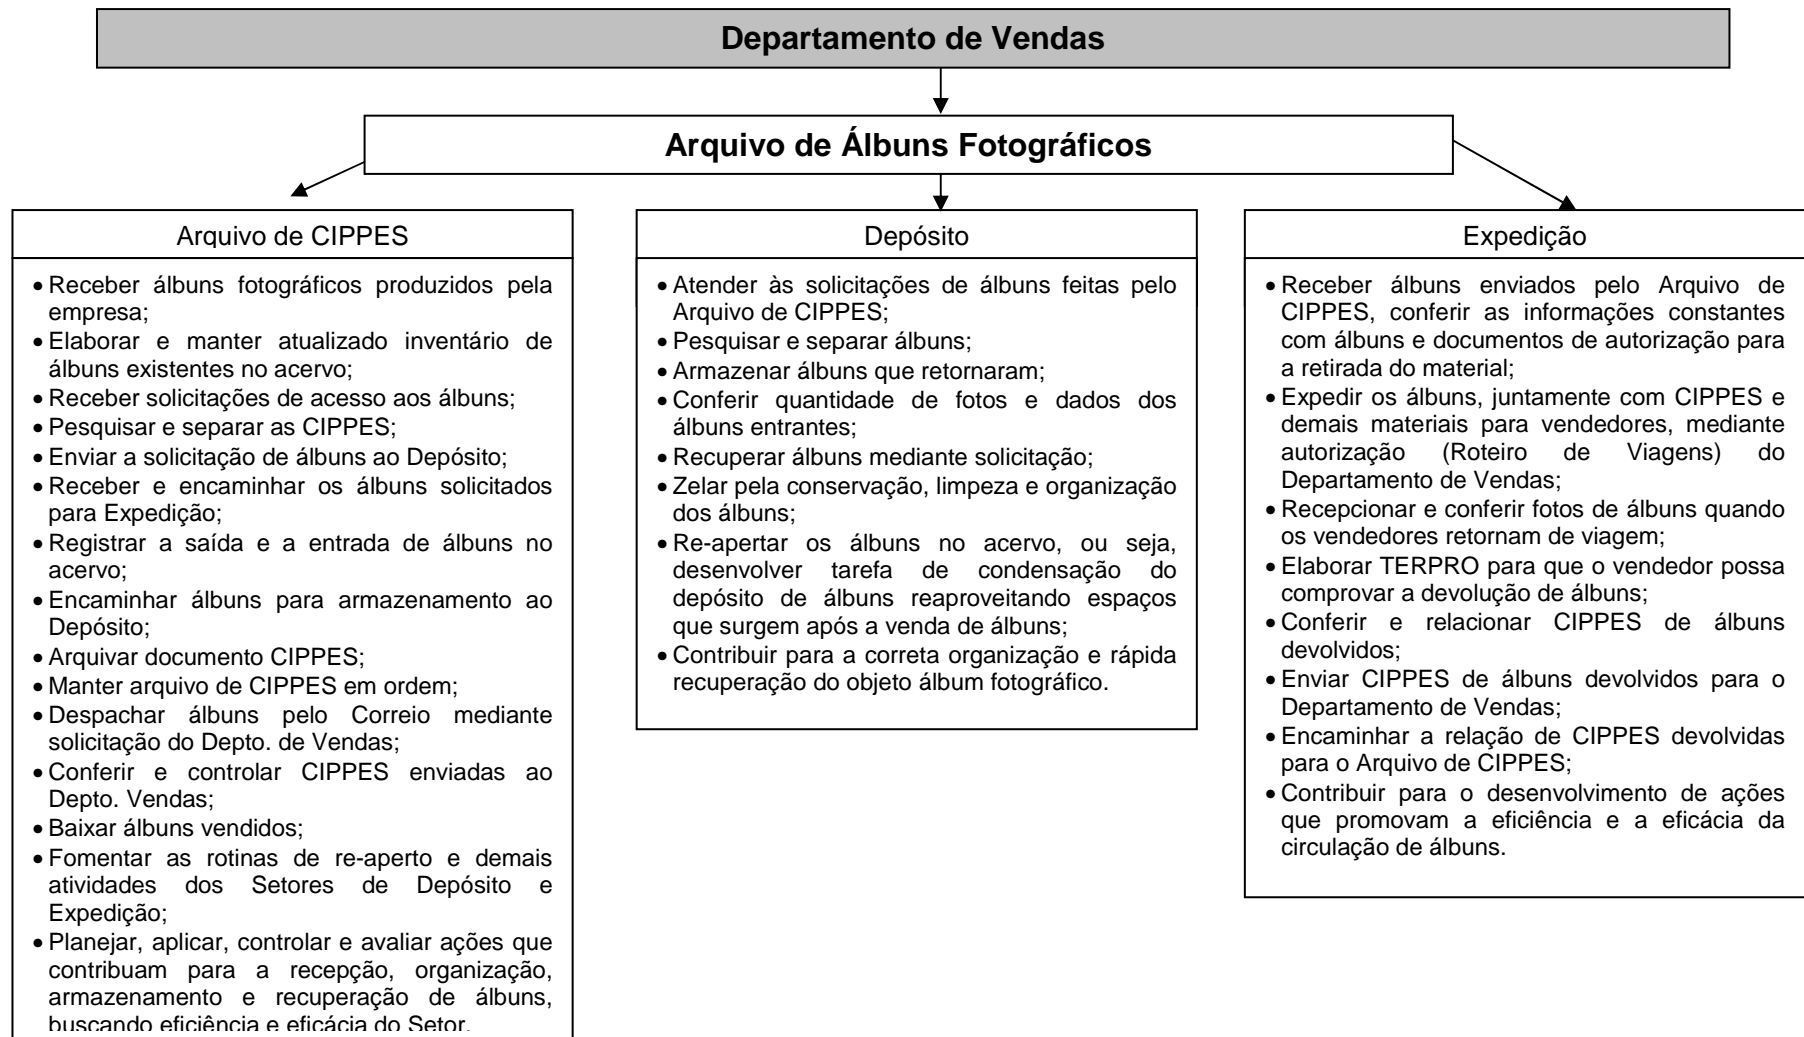 Departamento de Vendas
Arquivo de Álbuns Fotográficos
Arquivo de CIPPES
• Receber álbuns fotográficos produzidos pela
empresa;
• Elaborar e manter atualizado inventário de
álbuns existentes no acervo;
• Receber solicitações de acesso aos álbuns;
• Pesquisar e separar as CIPPES;
• Enviar a solicitação de álbuns ao Depósito;
• Receber e encaminhar os álbuns solicitados
para Expedição;
• Registrar a saída e a entrada de álbuns no
acervo;
• Encaminhar álbuns para armazenamento ao
Depósito;
• Arquivar documento CIPPES;
• Manter arquivo de CIPPES em ordem;
• Despachar álbuns pelo Correio mediante
solicitação do Depto. de Vendas;
• Conferir e controlar CIPPES enviadas ao
Depto. Vendas;
• Baixar álbuns vendidos;
• Fomentar as rotinas de re-aperto e demais
atividades dos Setores de Depósito e
Expedição;
• Planejar, aplicar, controlar e avaliar ações que
contribuam para a recepção, organização,
armazenamento e recuperação de álbuns,
buscando eficiência e eficácia do Setor.
Depósito
• Atender às solicitações de álbuns feitas pelo
Arquivo de CIPPES;
• Pesquisar e separar álbuns;
• Armazenar álbuns que retornaram;
• Conferir quantidade de fotos e dados dos
álbuns entrantes;
• Recuperar álbuns mediante solicitação;
• Zelar pela conservação, limpeza e organização
dos álbuns;
• Re-apertar os álbuns no acervo, ou seja,
desenvolver tarefa de condensação do
depósito de álbuns reaproveitando espaços
que surgem após a venda de álbuns;
• Contribuir para a correta organização e rápida
recuperação do objeto álbum fotográfico.
Expedição
• Receber álbuns enviados pelo Arquivo de
CIPPES, conferir as informações constantes
com álbuns e documentos de autorização para
a retirada do material;
• Expedir os álbuns, juntamente com CIPPES e
demais materiais para vendedores, mediante
autorização (Roteiro de Viagens) do
Departamento de Vendas;
• Recepcionar e conferir fotos de álbuns quando
os vendedores retornam de viagem;
• Elaborar TERPRO para que o vendedor possa
comprovar a devolução de álbuns;
• Conferir e relacionar CIPPES de álbuns
devolvidos;
• Enviar CIPPES de álbuns devolvidos para o
Departamento de Vendas;
• Encaminhar a relação de CIPPES devolvidas
para o Arquivo de CIPPES;
• Contribuir para o desenvolvimento de ações
que promovam a eficiência e a eficácia da
circulação de álbuns.